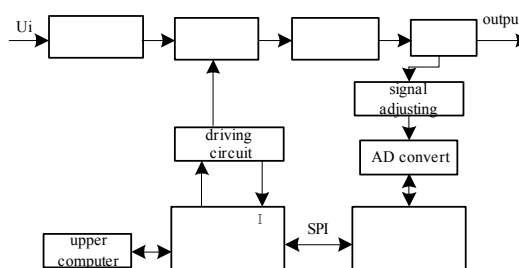 Ui
output
signal
adjusting
driving
circuit
AD convert
I
SPI
upper
computer